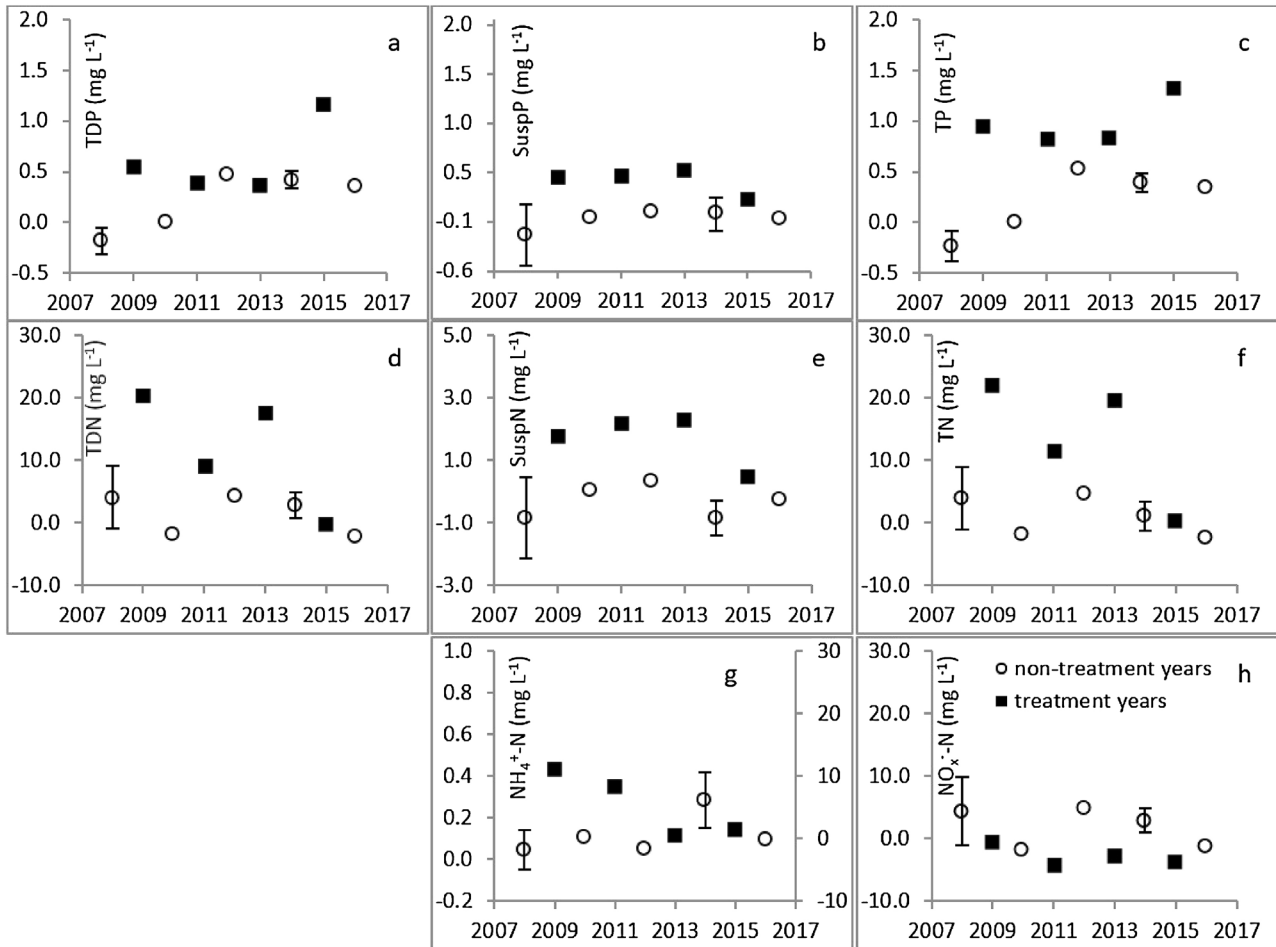 a
TDP (mg L⁻¹)
2.0
1.5
1.0
0.5
0.0
-0.5
2007 2009 2011 2013 2015 2017
b
SuspP (mg L⁻¹)
2.0
1.5
1.0
0.5
-0.1
-0.6
2007 2009 2011 2013 2015 2017
c
TP (mg L⁻¹)
2.0
1.5
1.0
0.5
0.0
-0.5
2007 2009 2011 2013 2015 2017
d
TDN (mg L⁻¹)
30.0
20.0
10.0
0.0
-10.0
2007 2009 2011 2013 2015 2017
e
SuspN (mg L⁻¹)
5.0
3.0
1.0
-1.0
-3.0
2007 2009 2011 2013 2015 2017
f
TN (mg L⁻¹)
30.0
20.0
10.0
0.0
-10.0
2007 2009 2011 2013 2015 2017
g
NH₄⁺-N (mg L⁻¹)
1.0
0.8
0.6
0.4
0.2
0.0
-0.2
30
20
10
0
-10
2007 2009 2011 2013 2015 2017
h
NOₓ⁻-N (mg L⁻¹)
30.0
20.0
10.0
0.0
-10.0
non-treatment years
treatment years
2007 2009 2011 2013 2015 2017